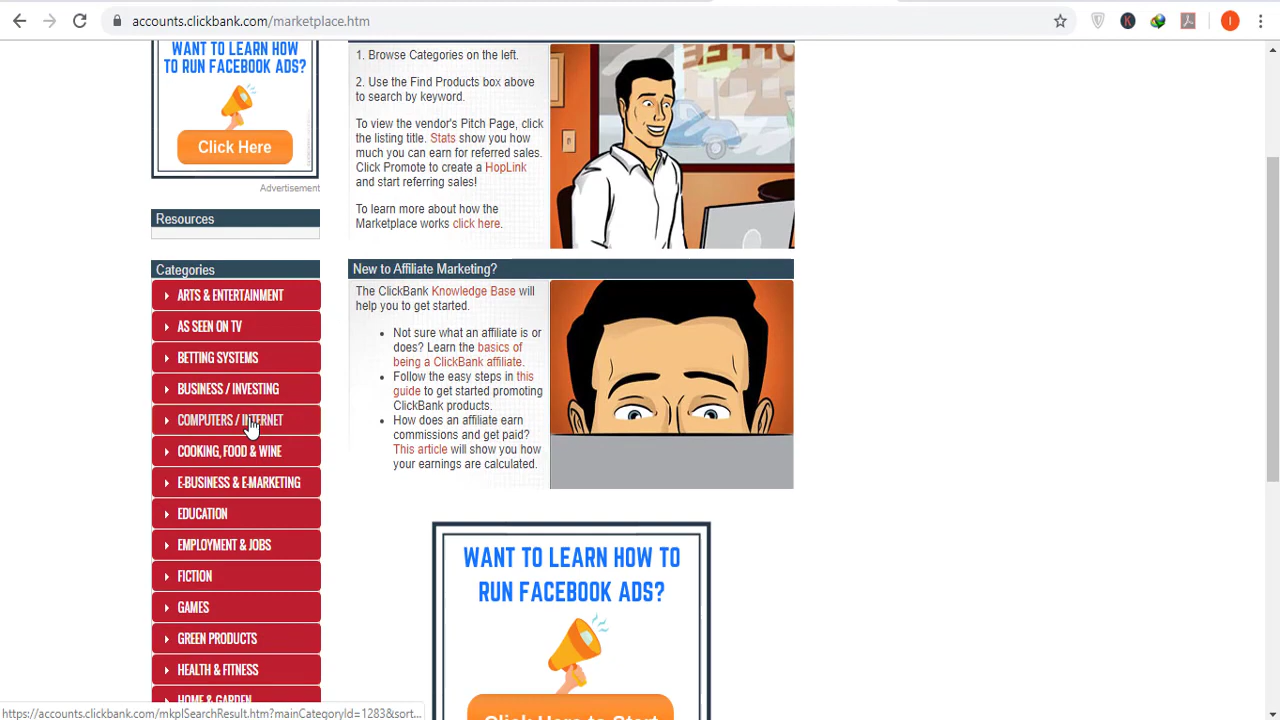 accounts.clickbank.com/marketplace.htm
WANT TO LEARN HOW
TO RUN FACEBOOK ADS?
Click Here
Advertisement
Resources
Categories
ARTS & ENTERTAINMENT
AS SEEN ON TV
BETTING SYSTEMS
BUSINESS / INVESTING
COMPUTERS / INTERNET
COOKING, FOOD & WINE
E-BUSINESS & E-MARKETING
EDUCATION
EMPLOYMENT & JOBS
FICTION
GAMES
GREEN PRODUCTS
HEALTH & FITNESS
HOME & GARDEN
1. Browse Categories on the left.
2. Use the Find Products box above
to search by keyword.
To view the vendor's Pitch Page, click
the listing title. Stats show you how
much you can earn for referred sales.
Click Promote to create a HopLink
and start referring sales!
To learn more about how the
Marketplace works click here.
New to Affiliate Marketing?
The ClickBank Knowledge Base will
help you to get started.
• Not sure what an affiliate is or
does? Learn the basics of
being a ClickBank affiliate.
• Follow the easy steps in this
guide to get started promoting
ClickBank products.
• How does an affiliate earn
commissions and get paid?
This article will show you how
your earnings are calculated.
WANT TO LEARN HOW TO
RUN FACEBOOK ADS?
Click Here to Start
https://accounts.clickbank.com/mkplSearchResult.htm?mainCategoryId=1283&sort...